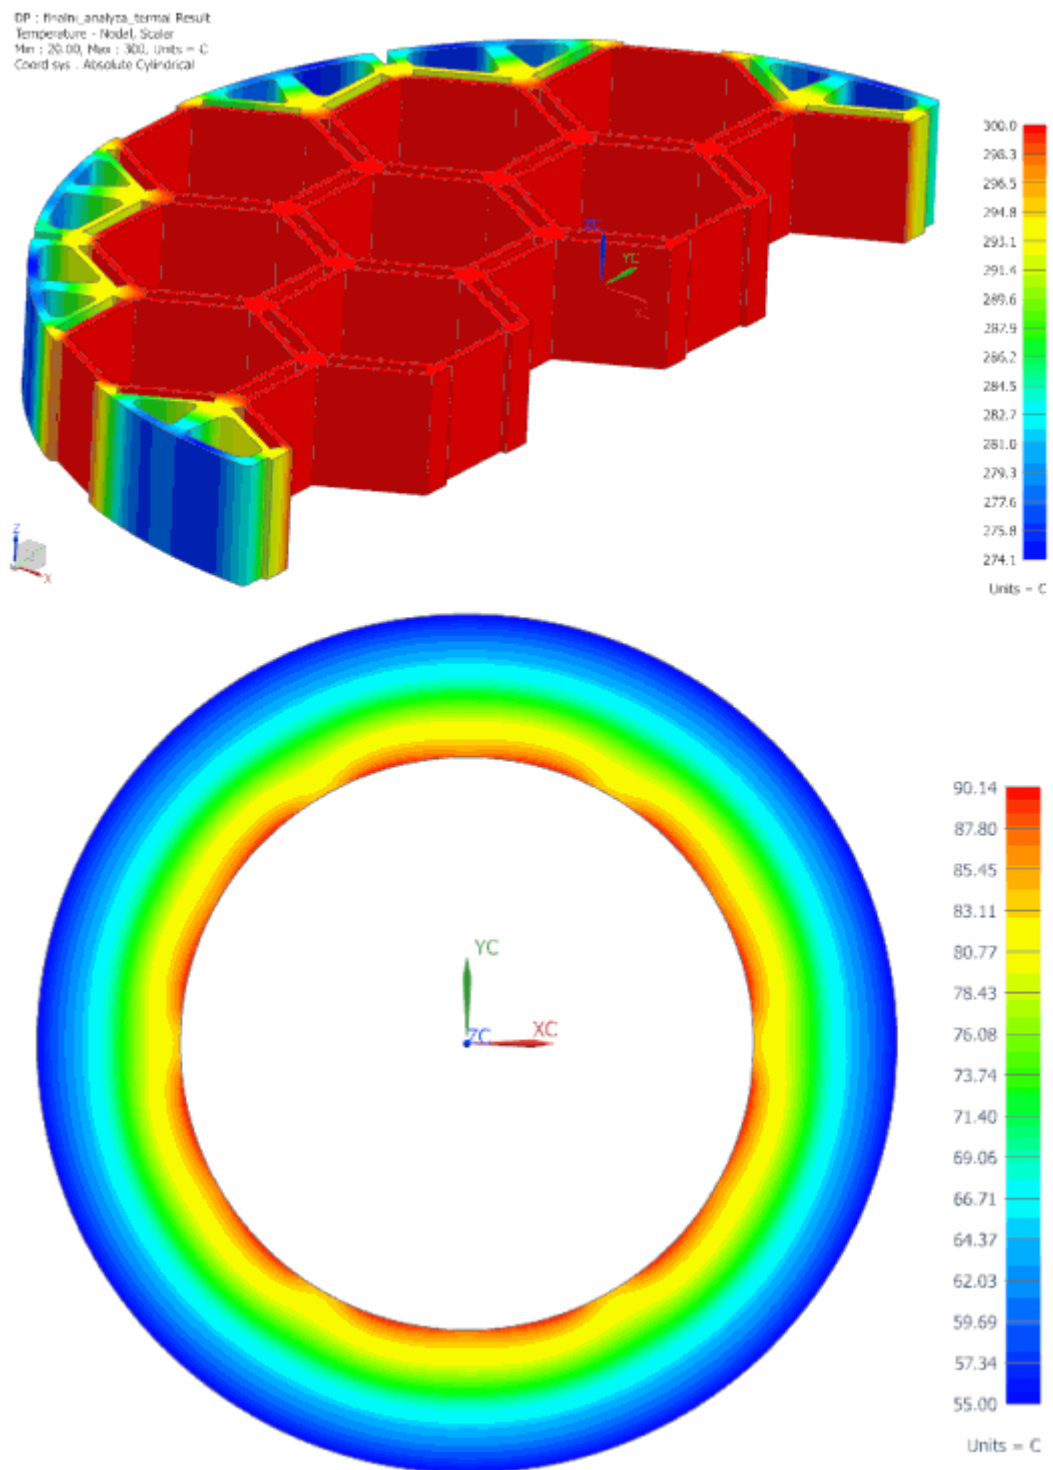 Temperature - Nodal, Scalar
Min : 20.00, Max : 300, Units = C
Coord sys : Absolute Cylindrical
300.0
298.3
296.5
294.8
293.1
291.4
289.6
287.9
286.2
284.5
282.7
281.0
279.3
277.6
275.8
274.1
Units = C
ZC
YC
XC
Z
X
YC
ZC
XC
90.14
87.80
85.45
83.11
80.77
78.43
76.08
73.74
71.40
69.06
66.71
64.37
62.03
59.69
57.34
55.00
Units = C